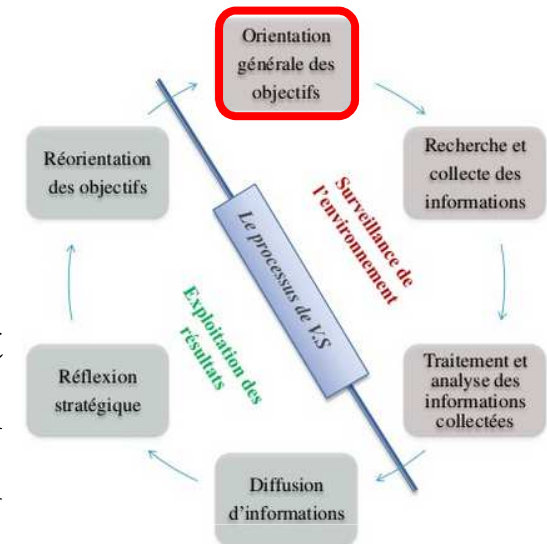 Orientation
générale des
objectifs
Recherche et
collecte des
informations
Traitement et
analyse des
informations
collectées
Diffusion
d'informations
Réflexion
stratégique
Réorientation
des objectifs
Surveillance de
l'environnement
Le processus de V.S
Exploitation des
résultats